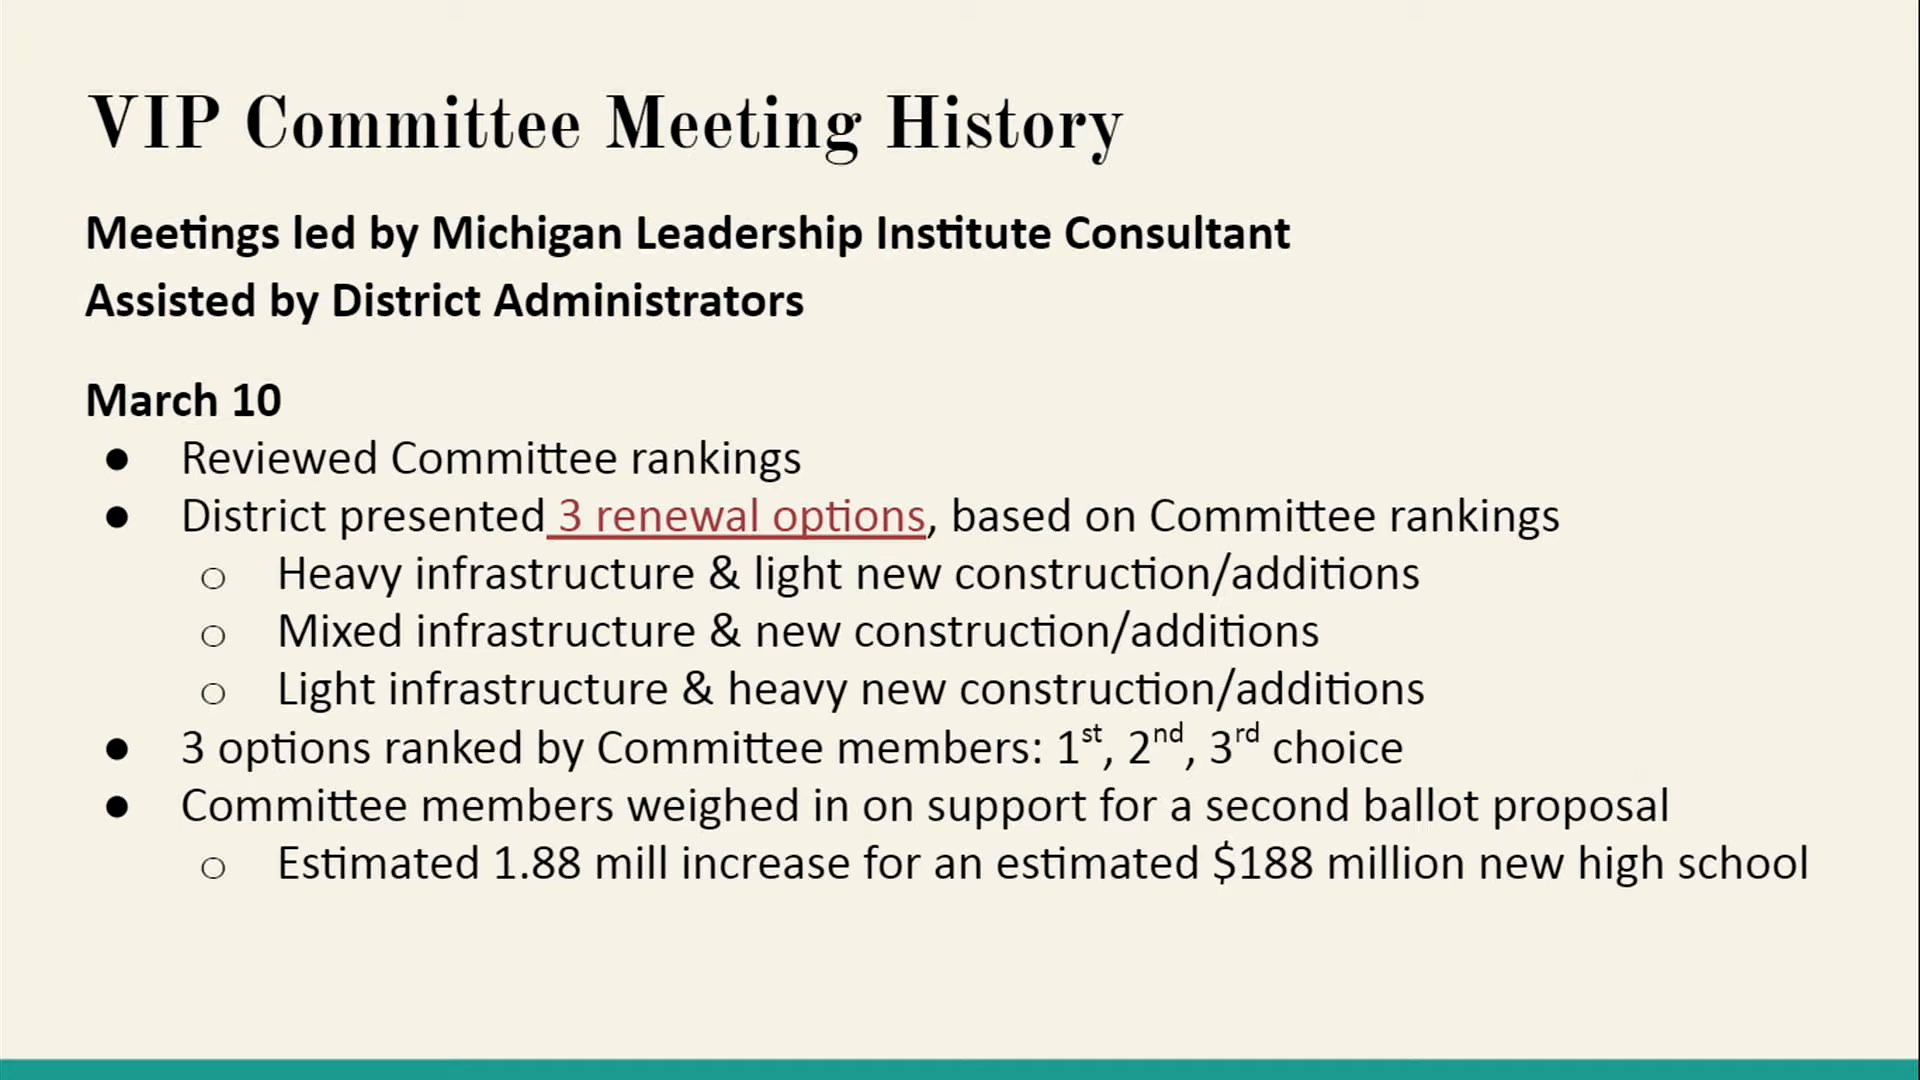 VIP Committee Meeting History
Meetings led by Michigan Leadership Institute Consultant
Assisted by District Administrators
March 10
● Reviewed Committee rankings
● District presented 3 renewal options, based on Committee rankings
○ Heavy infrastructure & light new construction/additions
○ Mixed infrastructure & new construction/additions
○ Light infrastructure & heavy new construction/additions
● 3 options ranked by Committee members: 1st, 2nd, 3rd choice
● Committee members weighed in on support for a second ballot proposal
○ Estimated 1.88 mill increase for an estimated $188 million new high school